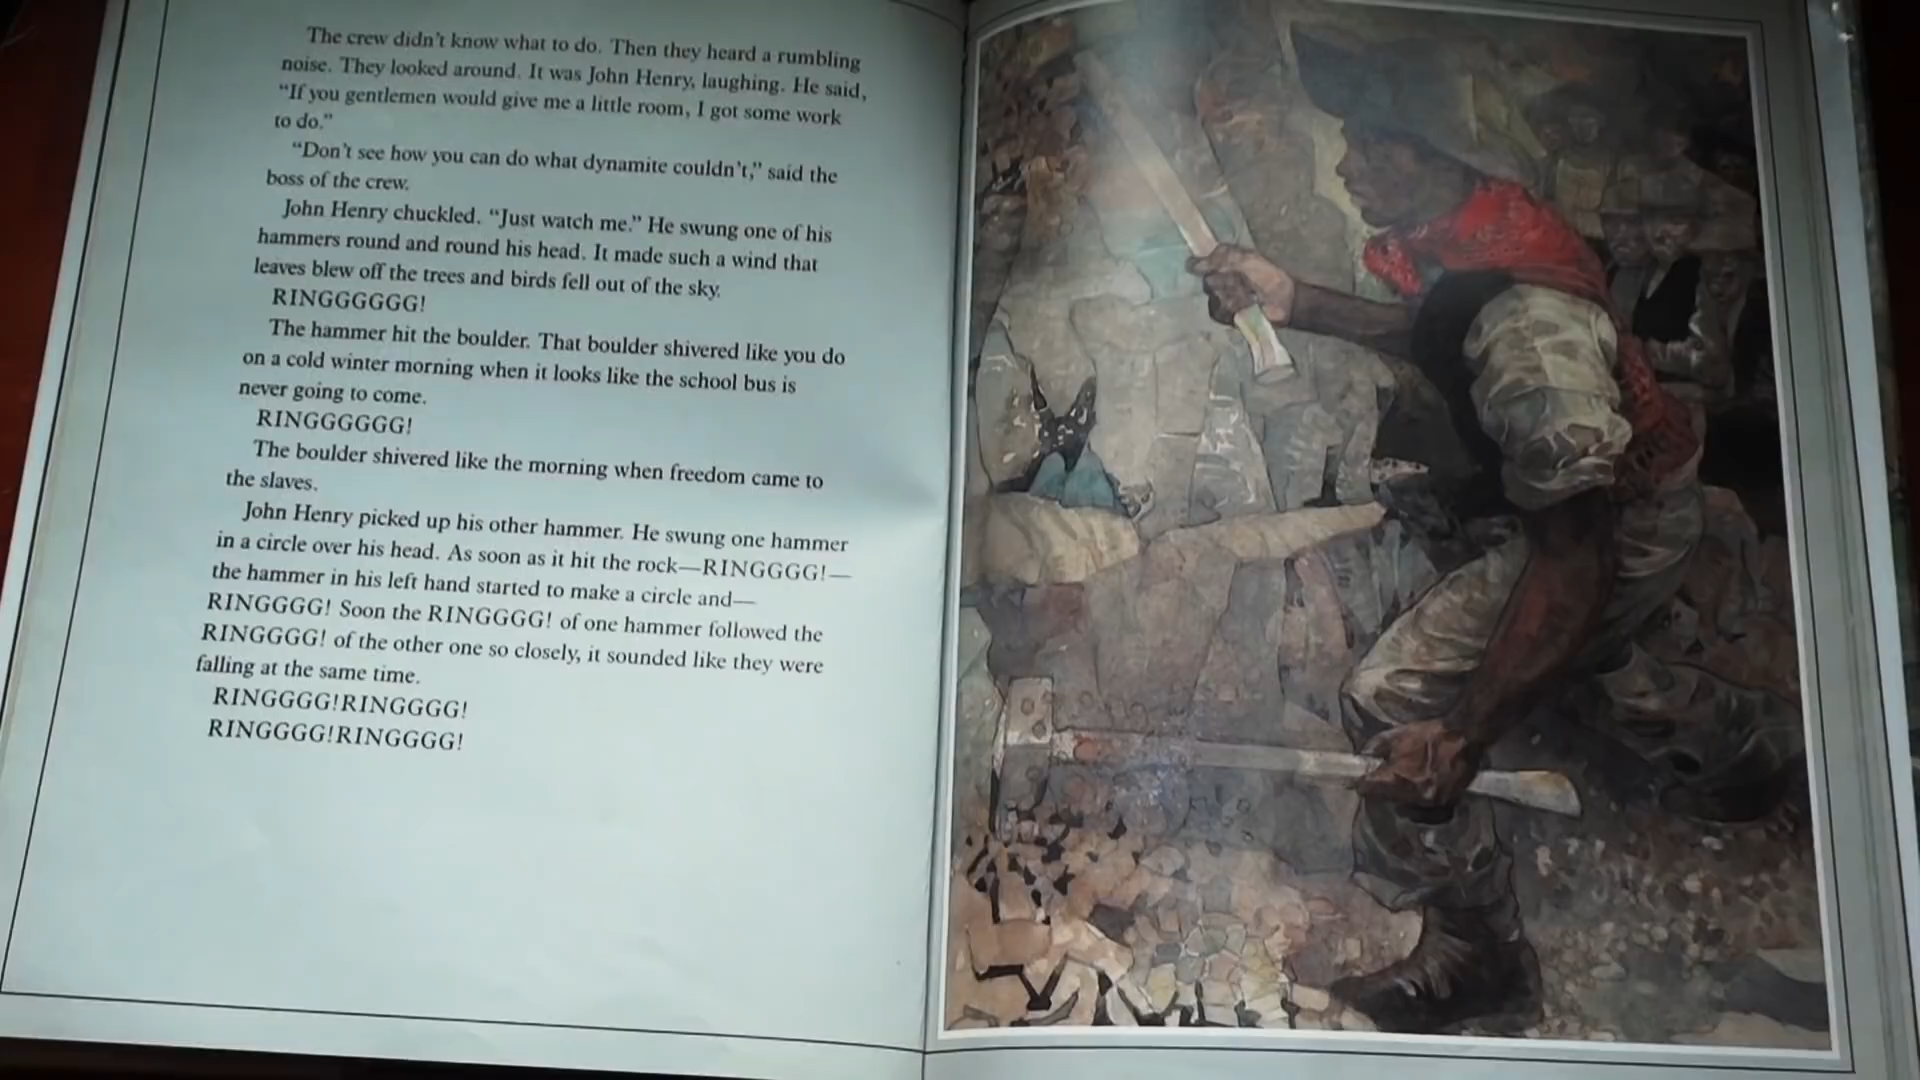 The crew didn't know what to do. Then they heard a rumbling
noise. They looked around. It was John Henry, laughing. He said,
“If you gentlemen would give me a little room, I got some work
to do.”
“Don't see how you can do what dynamite couldn't,” said the
boss of the crew.
John Henry chuckled. “Just watch me.” He swung one of his
hammers round and round his head. It made such a wind that
leaves blew off the trees and birds fell out of the sky.
RINGGGGGG!
The hammer hit the boulder. That boulder shivered like you do
on a cold winter morning when it looks like the school bus is
never going to come.
RINGGGGGG!
The boulder shivered like the morning when freedom came to
the slaves.
John Henry picked up his other hammer. He swung one hammer
in a circle over his head. As soon as it hit the rock—RINGGGG!—
the hammer in his left hand started to make a circle and—
RINGGGG! Soon the RINGGGG! of one hammer followed the
RINGGGG! of the other one so closely, it sounded like they were
falling at the same time.
RINGGGG!RINGGGG!
RINGGGG!RINGGGG!